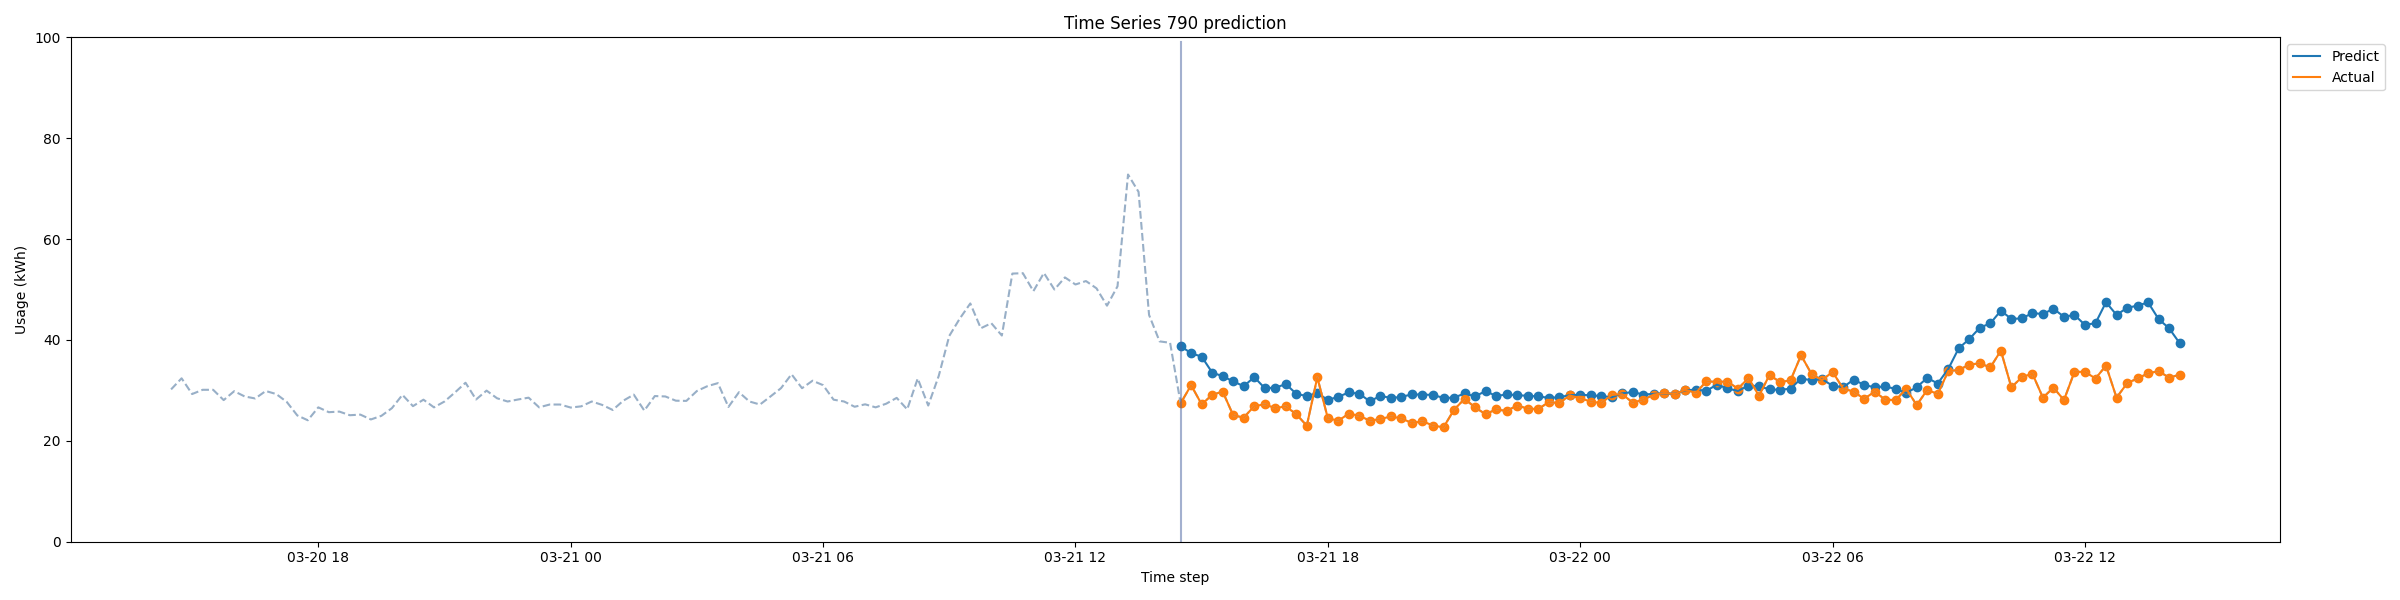 Time Series 790 prediction
100
80
60
40
20
0
Usage (kWh)
03-20 18
03-21 00
03-21 06
03-21 12
03-21 18
03-22 00
03-22 06
03-22 12
Time step
Predict
Actual